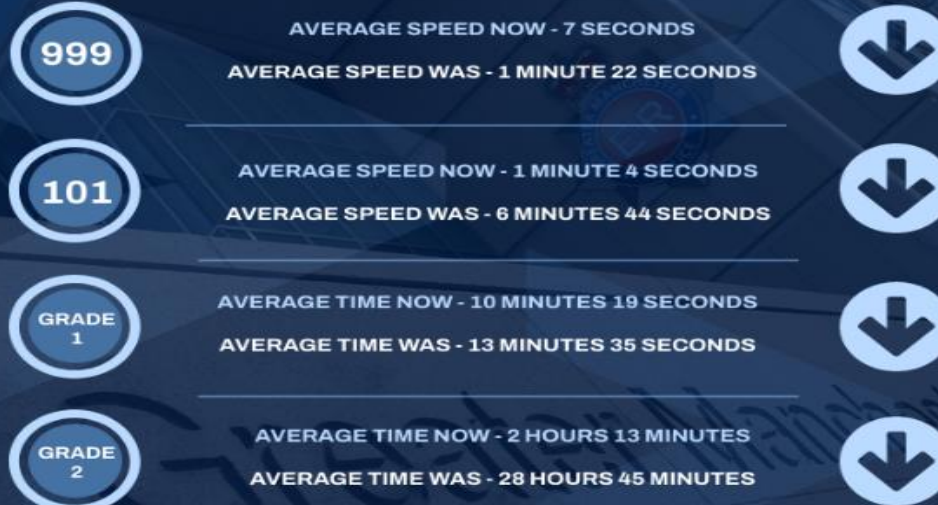 999
AVERAGE SPEED NOW - 7 SECONDS
AVERAGE SPEED WAS - 1 MINUTE 22 SECONDS
101
AVERAGE SPEED NOW - 1 MINUTE 4 SECONDS
AVERAGE SPEED WAS - 6 MINUTES 44 SECONDS
GRADE
1
AVERAGE TIME NOW - 10 MINUTES 19 SECONDS
AVERAGE TIME WAS - 13 MINUTES 35 SECONDS
GRADE
2
AVERAGE TIME NOW - 2 HOURS 13 MINUTES
AVERAGE TIME WAS - 28 HOURS 45 MINUTES
Greater